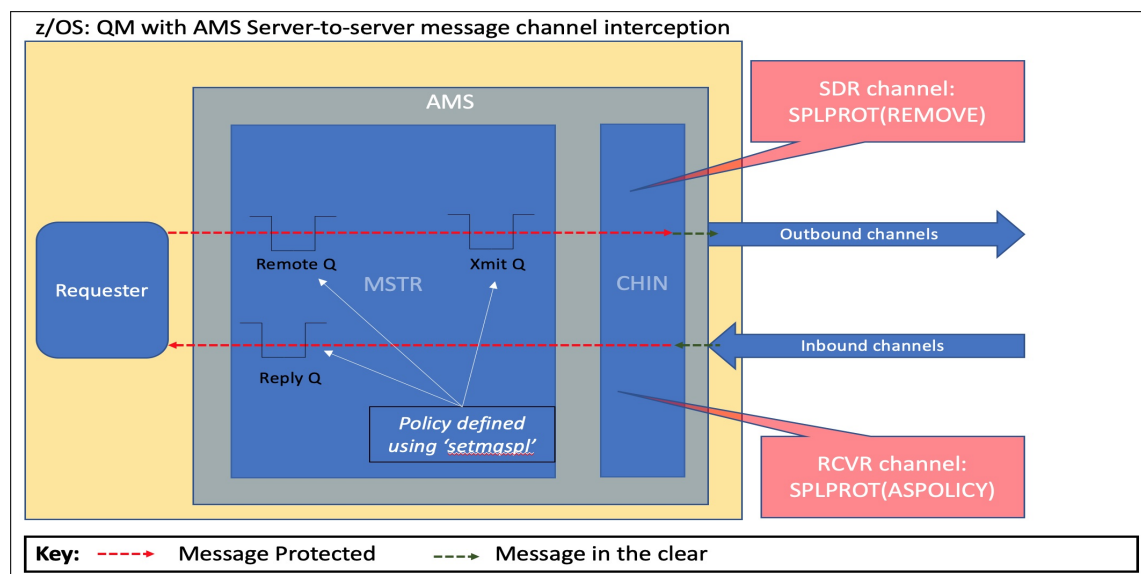 z/OS: QM with AMS Server-to-server message channel interception
AMS
SDR channel:
SPLPROT(REMOVE)
Requester
Remote Q
Xmit Q
MSTR
CHIN
Outbound channels
Reply Q
Inbound channels
Policy defined
using ‘setmqspl’
RCVR channel:
SPLPROT(ASPOLICY)
Key: Message Protected Message in the clear